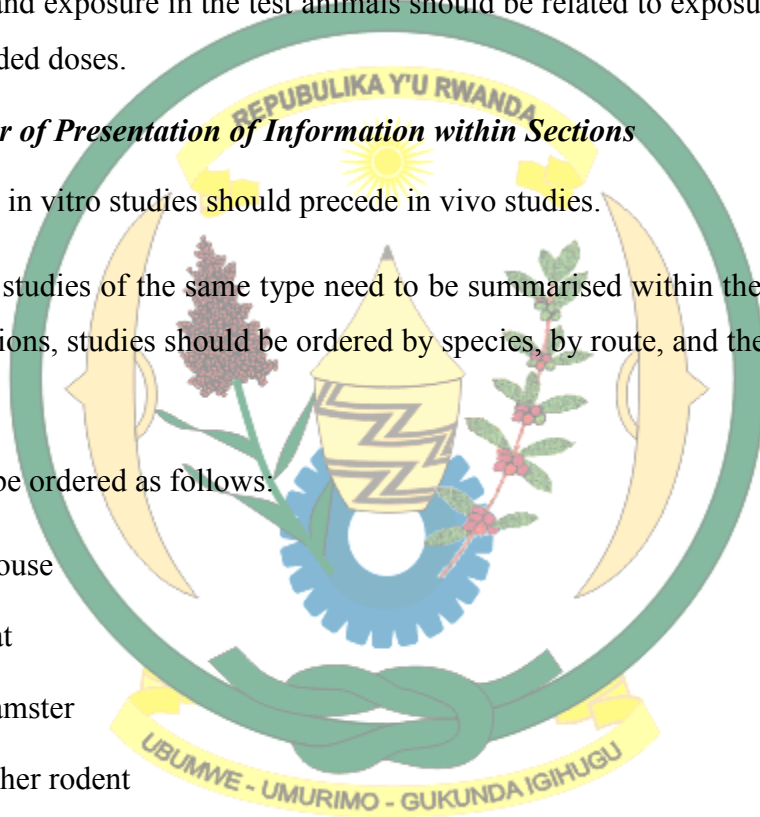 and exposure in the test animals should be related to exposu
ded doses.
REPUBULIKA Y'U RWANDA
r of Presentation of Information within Sections
in vitro studies should precede in vivo studies.
studies of the same type need to be summarised within the
ions, studies should be ordered by species, by route, and the
be ordered as follows:
ouse
at
amster
ther rodent
UBUMWE - UMURIMO - GUKUNDA IGIHUGU